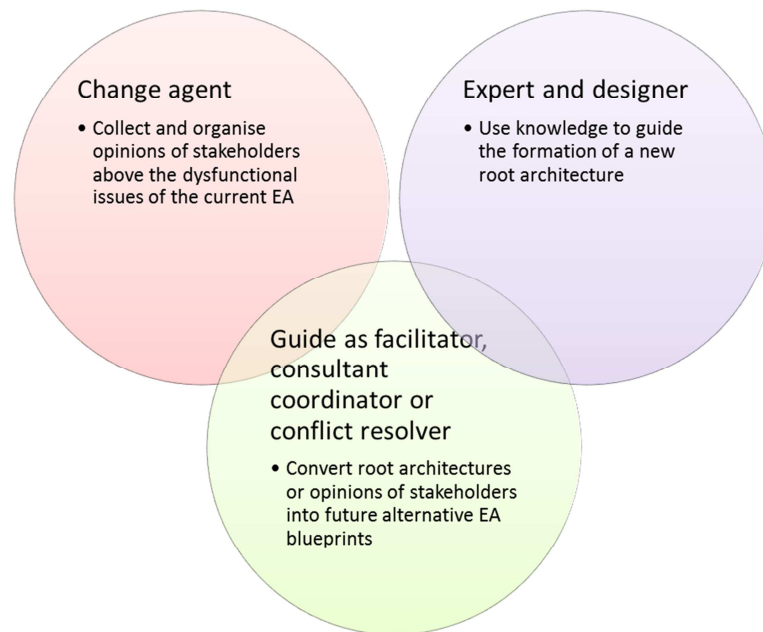 Change agent
• Collect and organise
opinions of stakeholders
above the dysfunctional
issues of the current EA
Expert and designer
• Use knowledge to guide
the formation of a new
root architecture
Guide as facilitator,
consultant
coordinator or
conflict resolver
• Convert root architectures
or opinions of stakeholders
into future alternative EA
blueprints